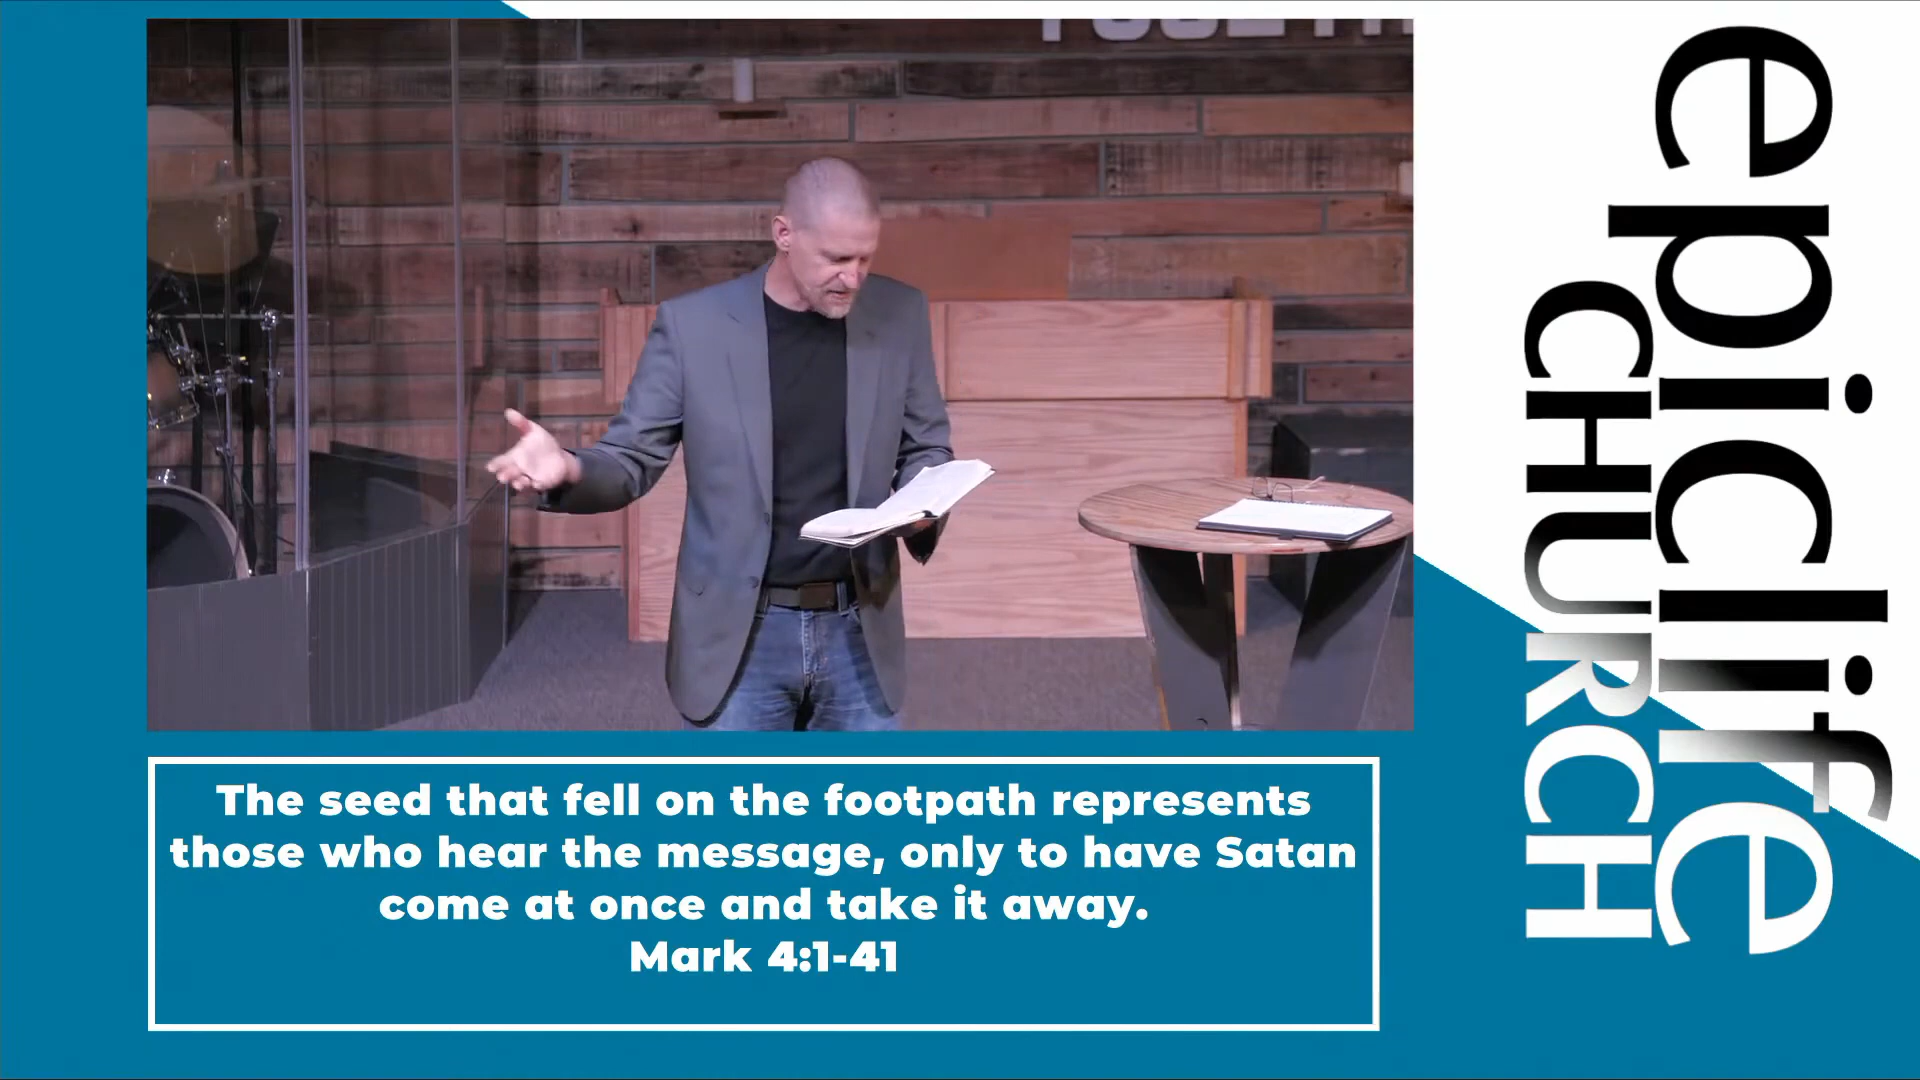 The seed that fell on the footpath represents
those who hear the message, only to have Satan
come at once and take it away.
Mark 4:1-41
epiclife
CHURCH